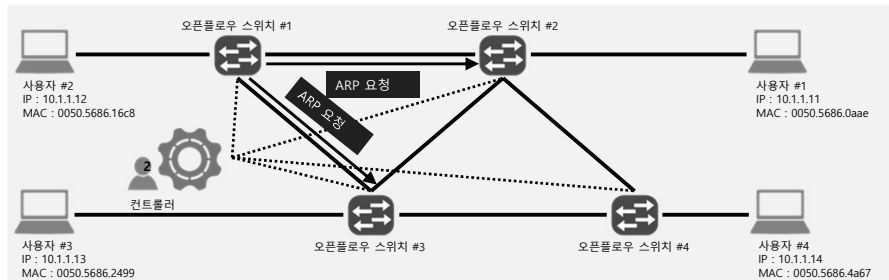 오픈플로우 스위치 #1
오픈플로우 스위치 #2
ARP 요청
ARP 요청
사용자 #2
IP : 10.1.1.12
MAC : 0050.5686.16c8
사용자 #1
IP : 10.1.1.11
MAC : 0050.5686.0aae
2
컨트롤러
오픈플로우 스위치 #3
오픈플로우 스위치 #4
사용자 #3
IP : 10.1.1.13
MAC : 0050.5686.2499
사용자 #4
IP : 10.1.1.14
MAC : 0050.5686.4a67